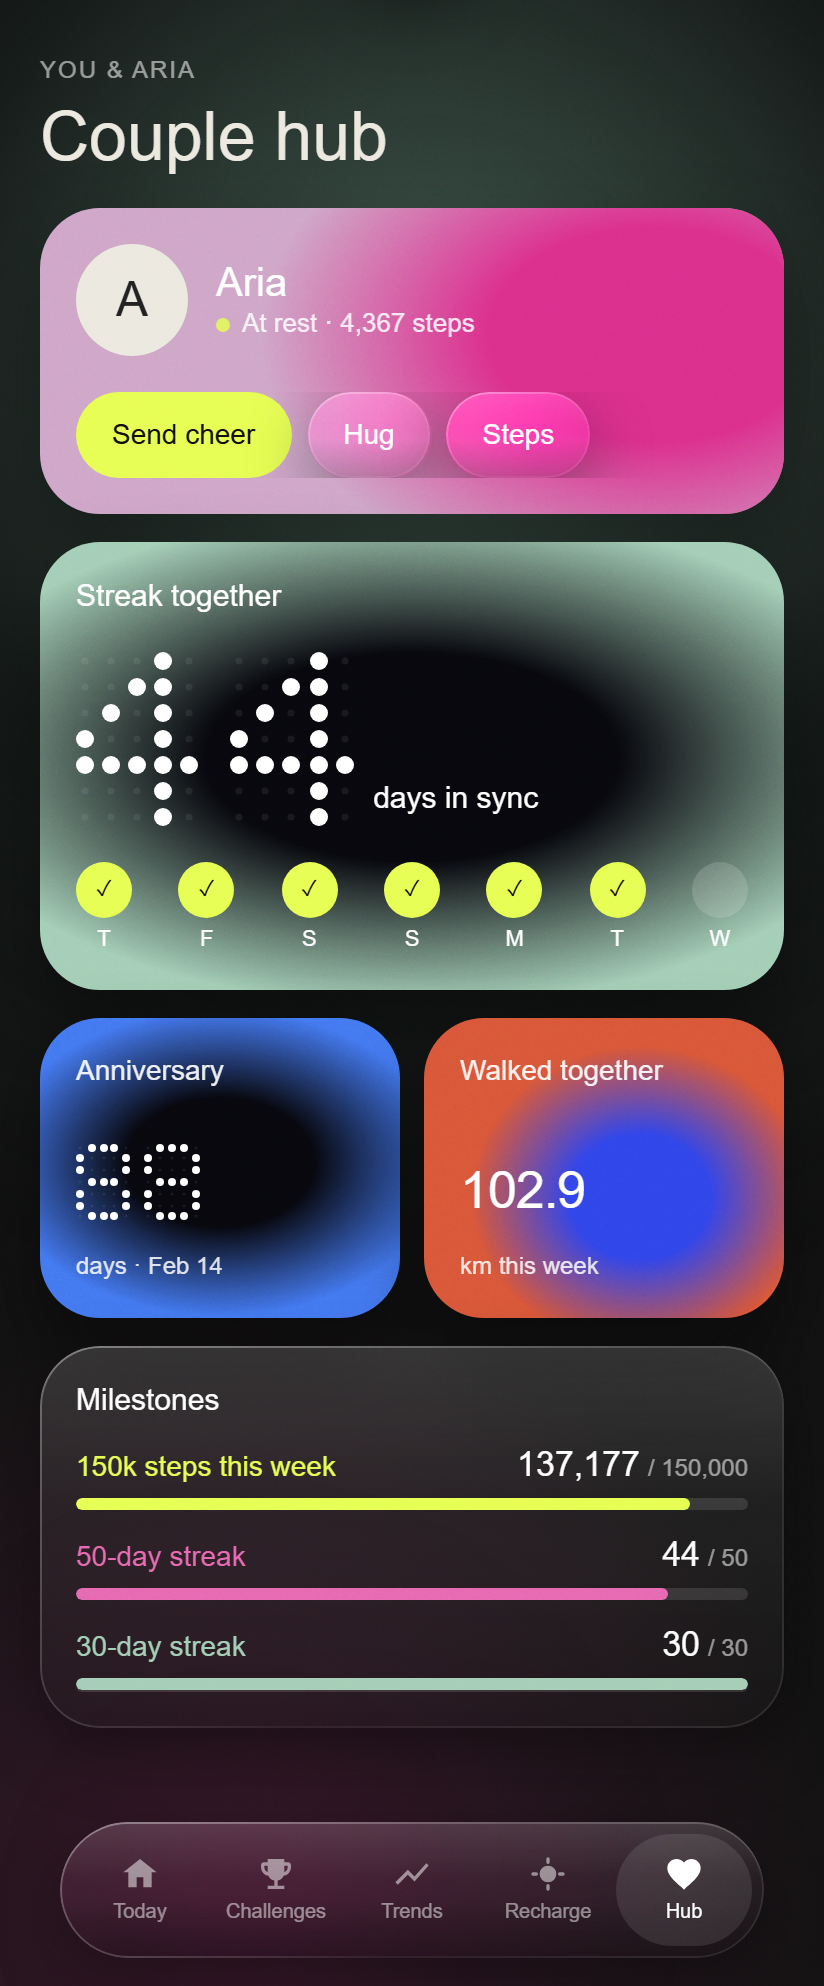 YOU & ARIA
Couple hub
A
Aria
At rest · 4,367 steps
Send cheer
Hug
Steps
Streak together
44 days in sync
✓ ✓ ✓ ✓ ✓ ✓
T F S S M T W
Anniversary
88
days · Feb 14
Walked together
102.9
km this week
Milestones
150k steps this week 137,177 / 150,000
50-day streak 44 / 50
30-day streak 30 / 30
Today Challenges Trends Recharge Hub